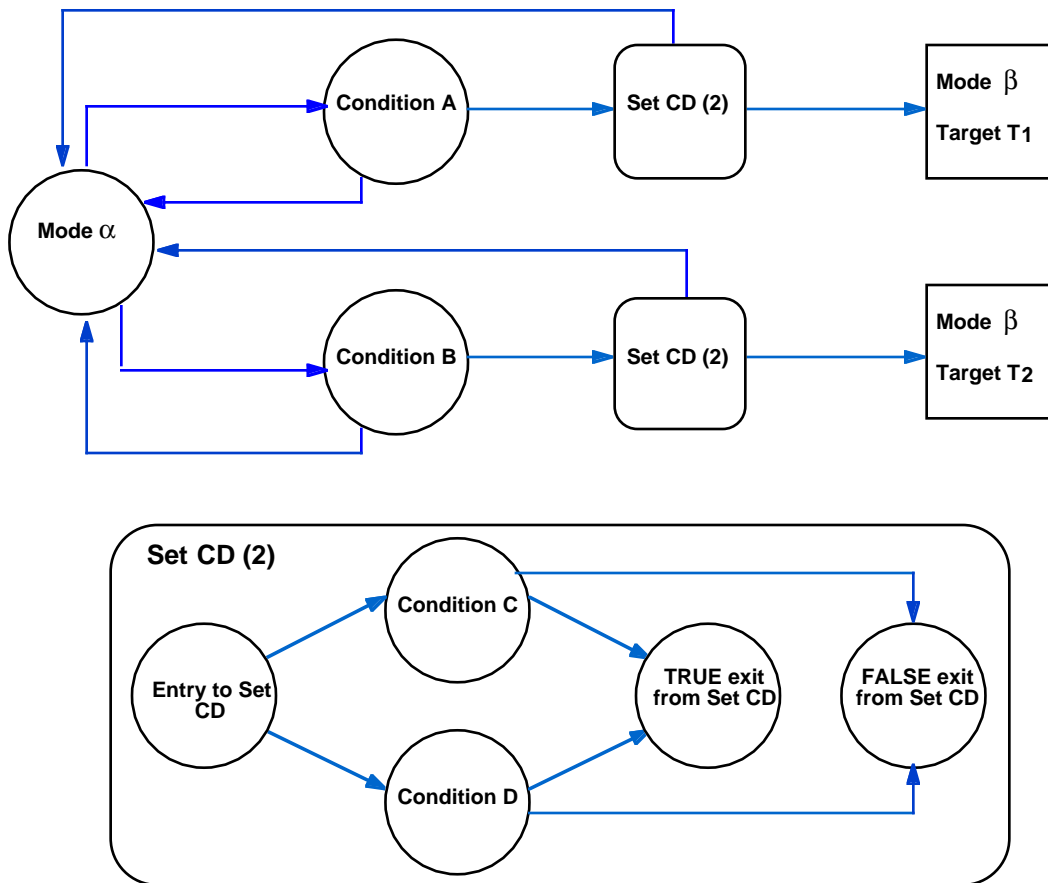 Condition A
Set CD (2)
Mode β
Target T1
Mode α
Condition B
Set CD (2)
Mode β
Target T2
Set CD (2)
Condition C
Entry to Set
CD
TRUE exit
from Set CD
FALSE exit
from Set CD
Condition D